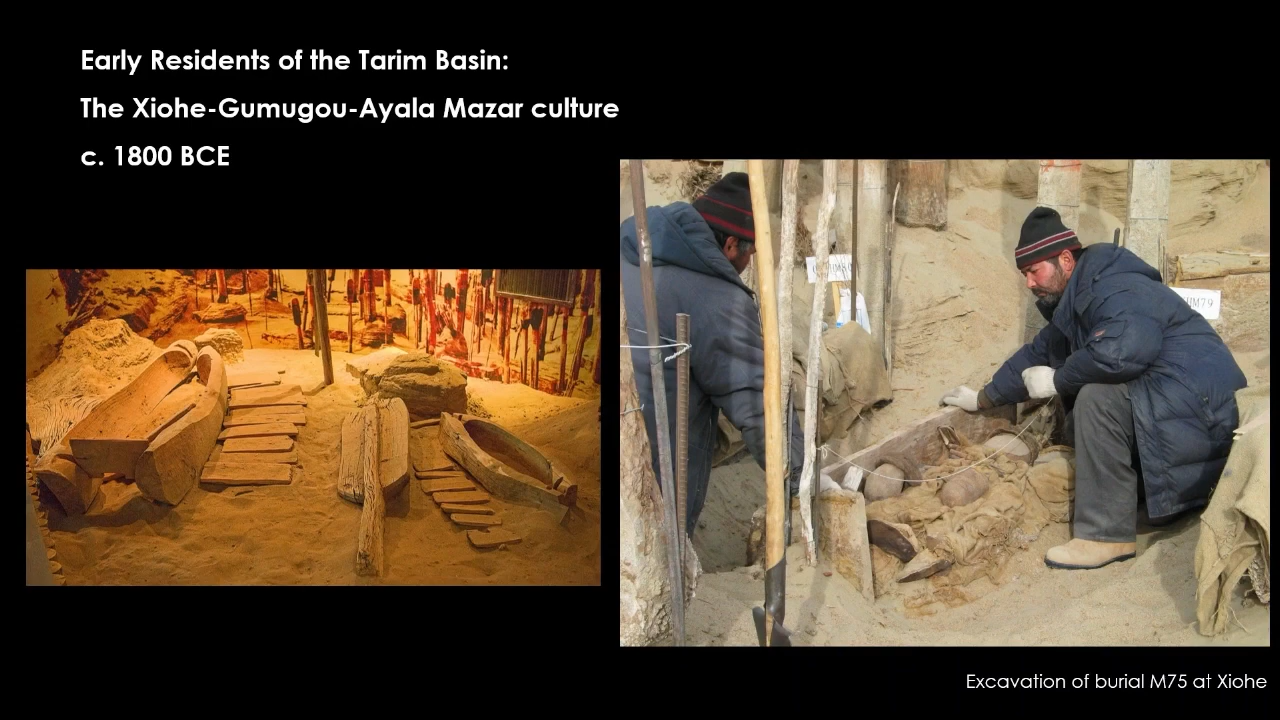 Early Residents of the Tarim Basin:
The Xiohe-Gumugou-Ayala Mazar culture
c. 1800 BCE
Excavation of burial M75 at Xiohe